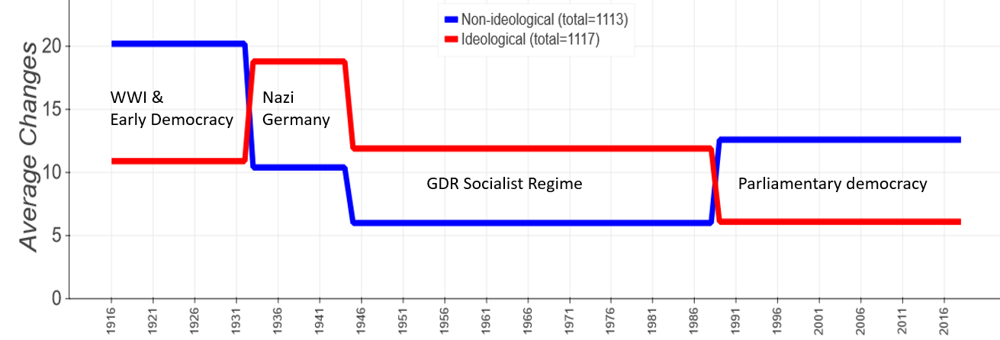 Non-ideological (total=1113)
Ideological (total=1117)
Average Changes
20
15
10
5
0
WWI &
Early Democracy
Nazi
Germany
GDR Socialist Regime
Parliamentary democracy
1916
1921
1926
1931
1936
1941
1946
1951
1956
1961
1966
1971
1976
1981
1986
1991
1996
2001
2006
2011
2016